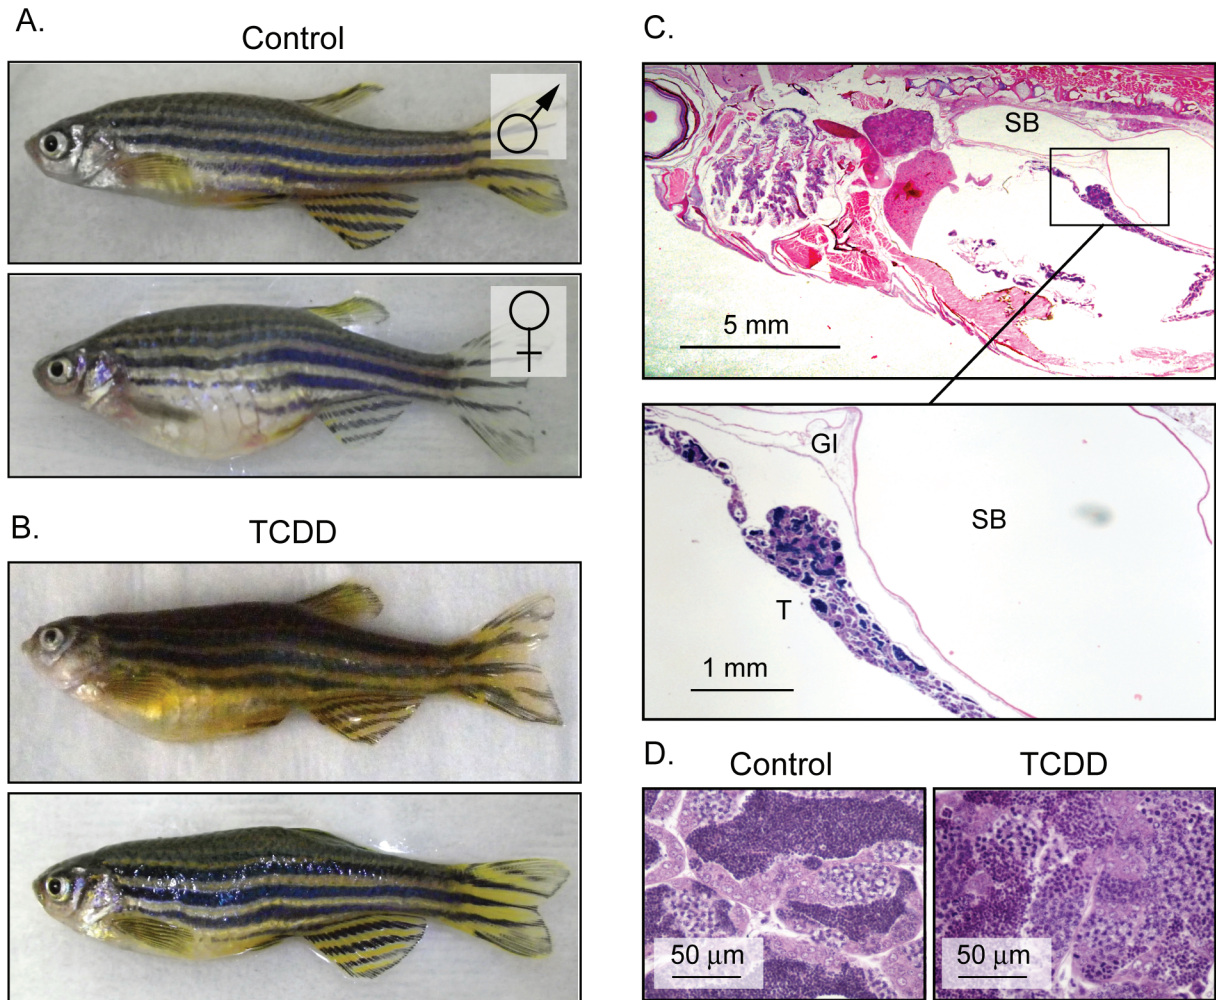 A.
Control
B.
TCDD
C.
SB
5 mm
GI
SB
T
1 mm
D.
Control
TCDD
50 µm
50 µm